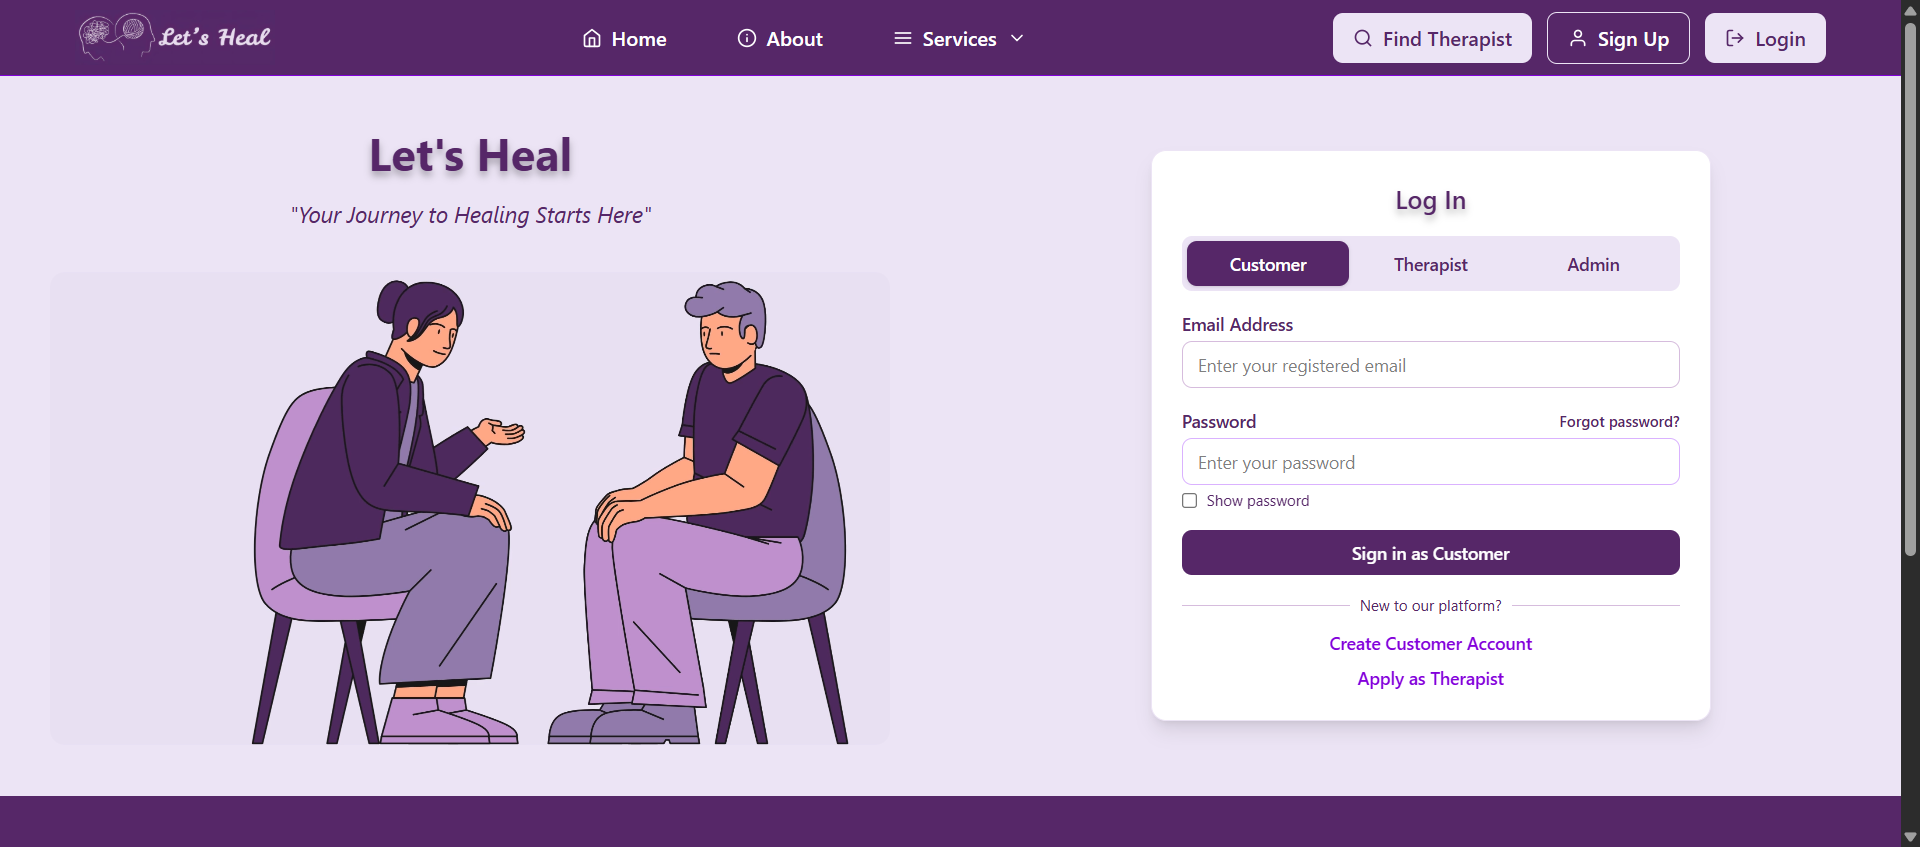 Let's Heal
Home
About
Services
Find Therapist
Sign Up
Login
Let's Heal
"Your Journey to Healing Starts Here"
Log In
Customer
Therapist
Admin
Email Address
Enter your registered email
Password
Forgot password?
Enter your password
Show password
Sign in as Customer
New to our platform?
Create Customer Account
Apply as Therapist